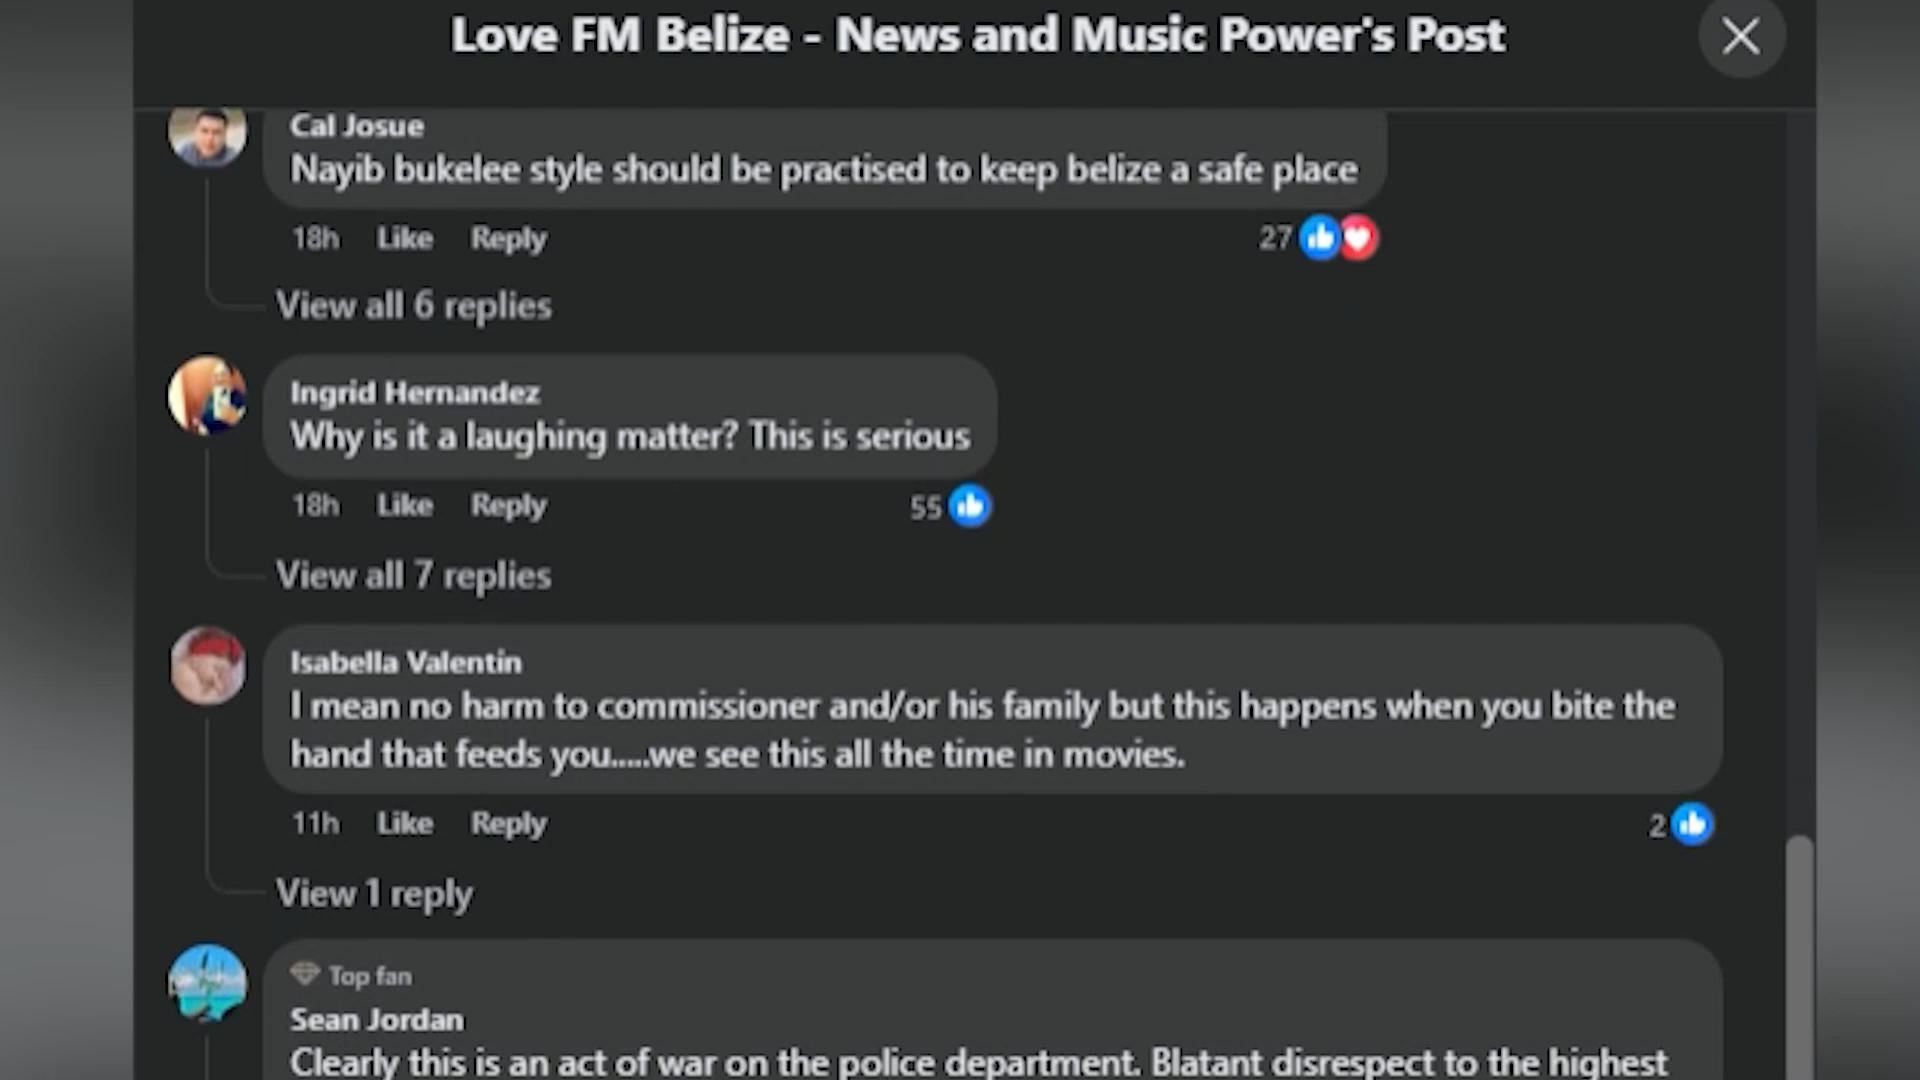 Love FM Belize - News and Music Power's Post
Cal Josue
Nayib bukelee style should be practised to keep belize a safe place
18h Like Reply 27
View all 6 replies
Ingrid Hernandez
Why is it a laughing matter? This is serious
18h Like Reply 55
View all 7 replies
Isabella Valentin
I mean no harm to commissioner and/or his family but this happens when you bite the
hand that feeds you.....we see this all the time in movies.
11h Like Reply 2
View 1 reply
Top fan
Sean Jordan
Clearly this is an act of war on the police department. Blatant disrespect to the highest